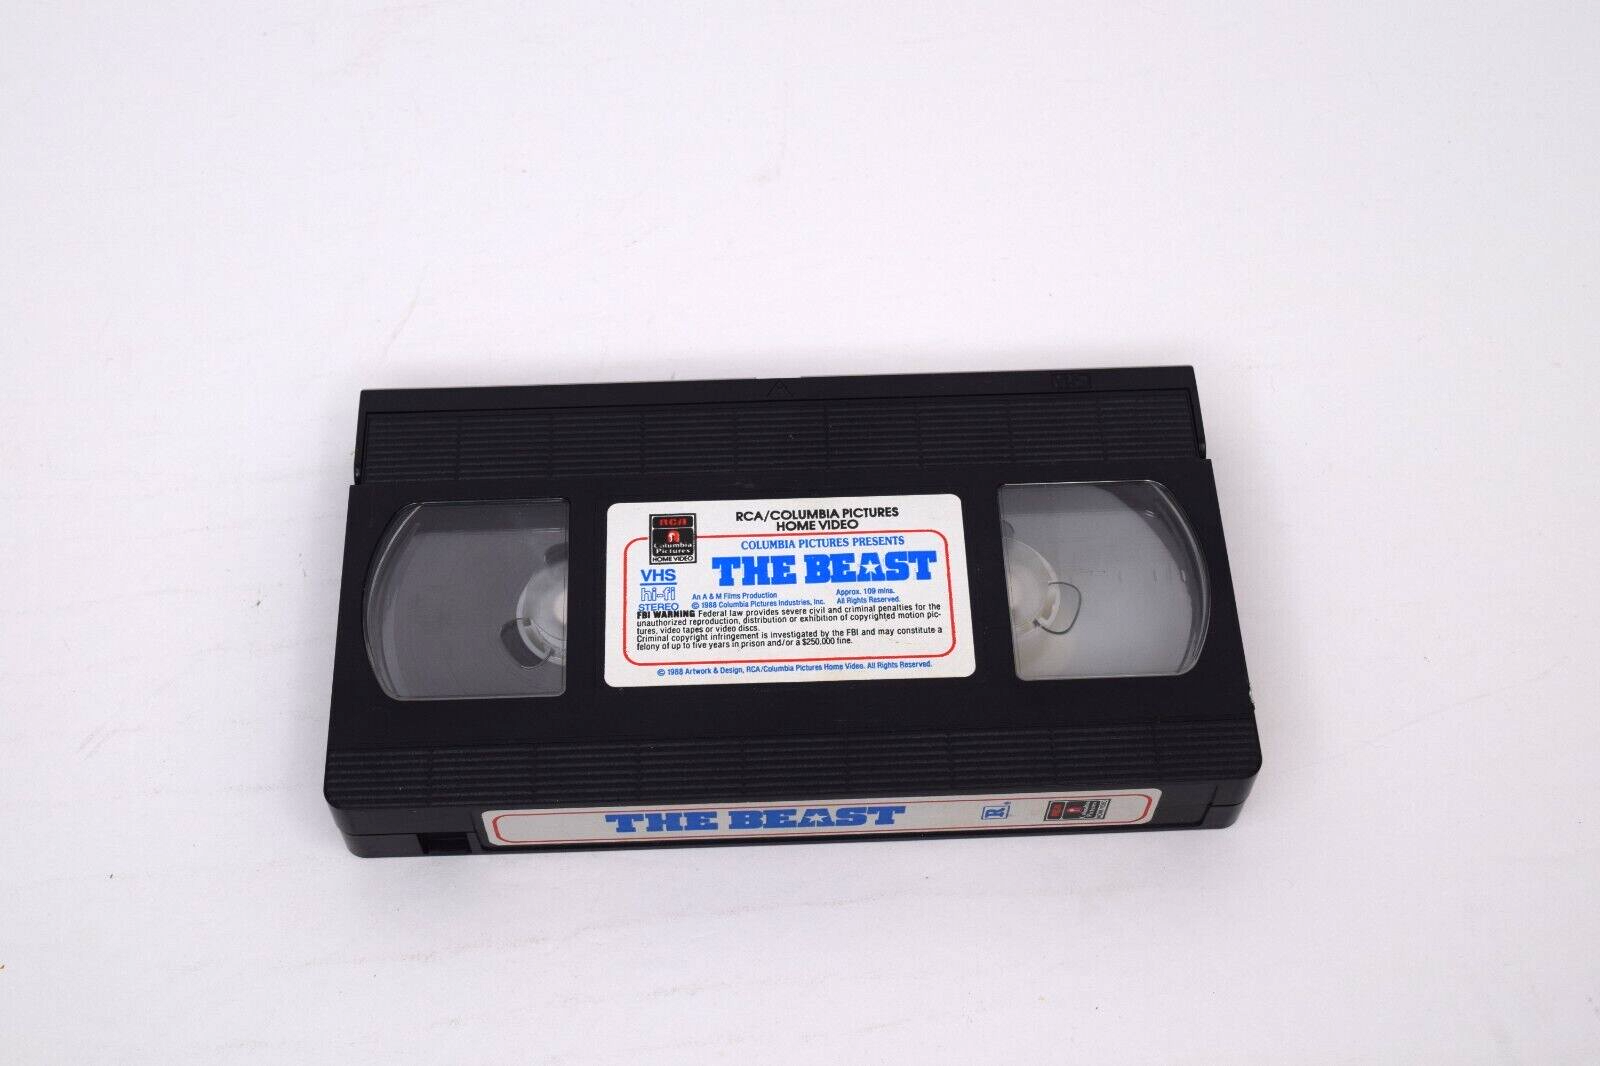 RCA/COLUMBIA PICTURES
HOME VIDEO
RCA
Columbia
Pictures
HOME VIDEO
COLUMBIA PICTURES PRESENTS
THE BEAST
VHS
hi-fi
STEREO
An A & M Films Production
Approx. 109 mins.
© 1988 Columbia Pictures Industries, Inc.
All Rights Reserved.
FBI WARNING Federal law provides severe civil and criminal penalties for the
unauthorized reproduction, distribution or exhibition of copyrighted motion pic-
tures, video tapes or video discs.
Criminal copyright infringement is investigated by the FBI and may constitute a
felony of up to five years in prison and/or a $250,000 fine.
© 1988 Artwork & Design, RCA/Columbia Pictures Home Video. All Rights Reserved.
THE BEAST
R
RCA
Columbia
Pictures
HOME VIDEO